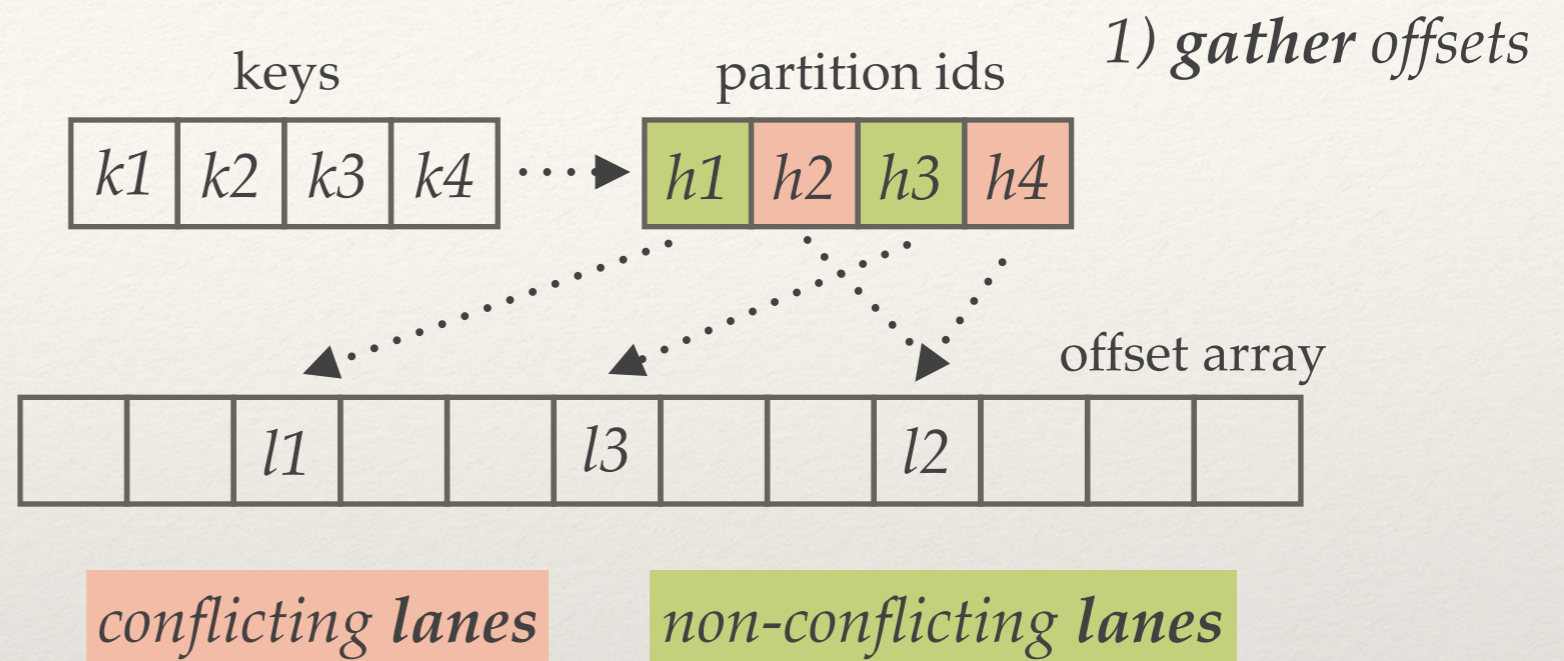 1) gather offsets
keys
partition ids
k1 k2 k3 k4
h1 h2 h3 h4
offset array
l1 l3 l2
conflicting lanes
non-conflicting lanes